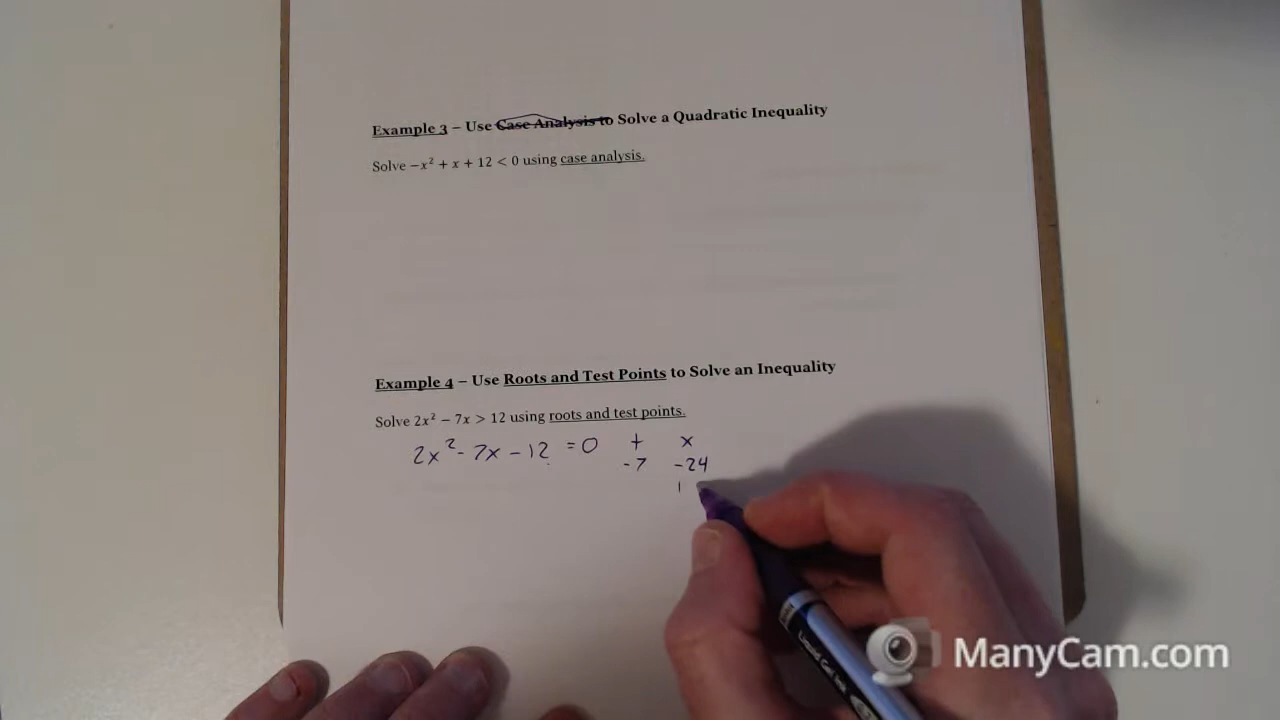 Example 3 – Use Case Analysis to Solve a Quadratic Inequality
Solve −x² + x + 12 < 0 using case analysis.
Example 4 – Use Roots and Test Points to Solve an Inequality
Solve 2x² − 7x > 12 using roots and test points.
2x² - 7x - 12 = 0 + x
-7 -24
1
ManyCam.com